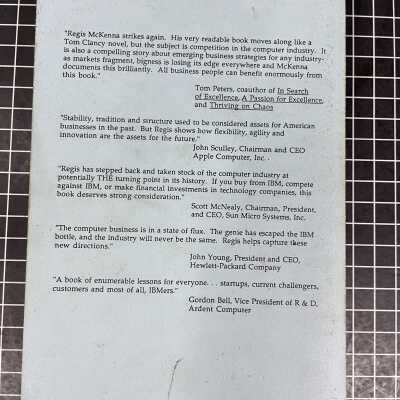 "Regis McKenna strikes again. His very readable book moves along like a
Tom Clancy novel, but the subject is competition in the computer industry. It
is also a compelling story about emerging business strategies for any industry-
as markets fragment, bigness is losing its edge everywhere and McKenna
documents this brilliantly. All business people can benefit enormously from
this book."
Tom Peters, coauthor of In Search
of Excellence, A Passion for Excellence,
and Thriving on Chaos
"Stability, tradition and structure used to be considered assets for American
businesses in the past. But Regis shows how flexibility, agility and
innovation are the assets for the future."
John Sculley, Chairman and CEO
Apple Computer, Inc.
"Regis has stepped back and taken stock of the computer industry at
potentially THE turning point in its history. If you buy from IBM, compete
against IBM, or make financial investments in technology companies, this
book deserves strong consideration."
Scott McNealy, Chairman, President,
and CEO, Sun Micro Systems, Inc.
"The computer business is in a state of flux. The genie has escaped the IBM
bottle, and the industry will never be the same. Regis helps capture these
new directions."
John Young, President and CEO,
Hewlett-Packard Company
"A book of enumerable lessons for everyone. . . startups, current challengers,
customers and most of all, IBMers."
Gordon Bell, Vice President of R & D,
Ardent Computer